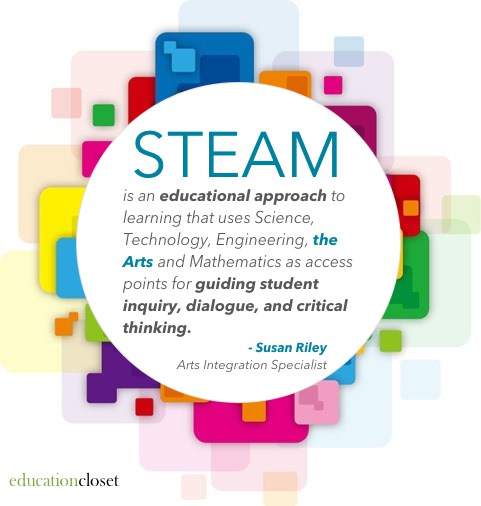 STEAM
is an educational approach to
learning that uses Science,
Technology, Engineering, the
Arts and Mathematics as access
points for guiding student
inquiry, dialogue, and critical
thinking.
- Susan Riley
Arts Integration Specialist
educationcloset